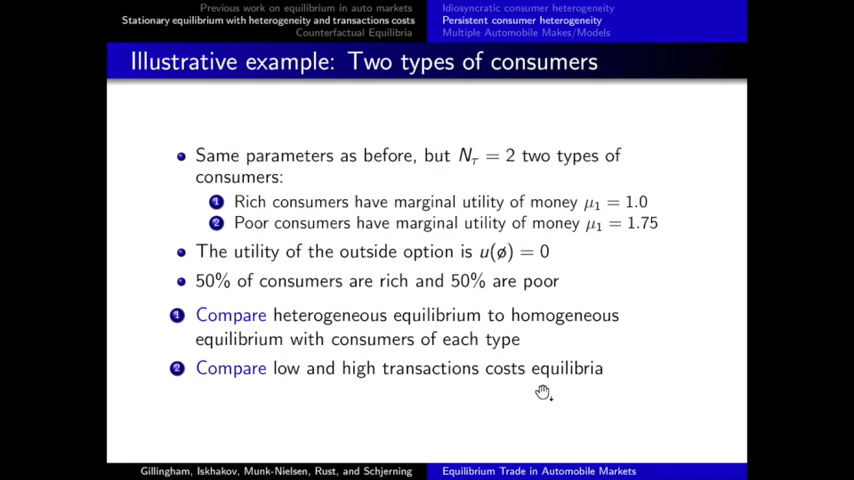 Previous work on equilibrium in auto markets
Stationary equilibrium with heterogeneity and transactions costs
Counterfactual Equilibria
Idiosyncratic consumer heterogeneity
Persistent consumer heterogeneity
Multiple Automobile Makes/Models
Illustrative example: Two types of consumers
Same parameters as before, but Nτ = 2 two types of
consumers:
1 Rich consumers have marginal utility of money μ1 = 1.0
2 Poor consumers have marginal utility of money μ1 = 1.75
The utility of the outside option is u(ø) = 0
50% of consumers are rich and 50% are poor
1 Compare heterogeneous equilibrium to homogeneous
equilibrium with consumers of each type
2 Compare low and high transactions costs equilibria
Gillingham, Iskhakov, Munk-Nielsen, Rust, and Schjerning
Equilibrium Trade in Automobile Markets